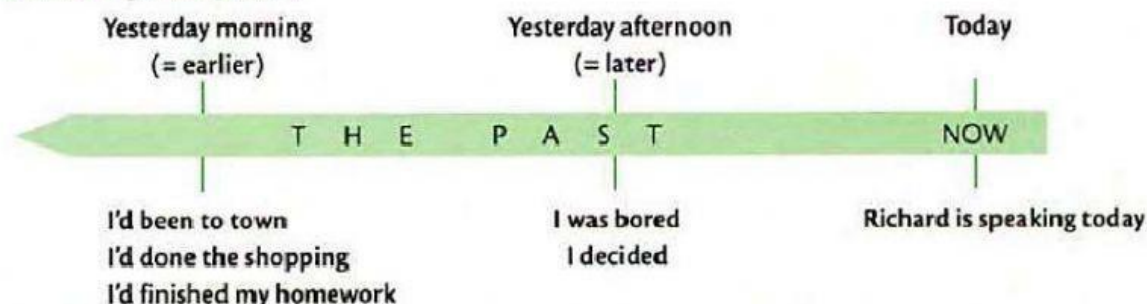 Yesterday morning
(= earlier)
Yesterday afternoon
(= later)
Today
T H E P A S T
NOW
I'd been to town
I'd done the shopping
I'd finished my homework
I was bored
I decided
Richard is speaking today